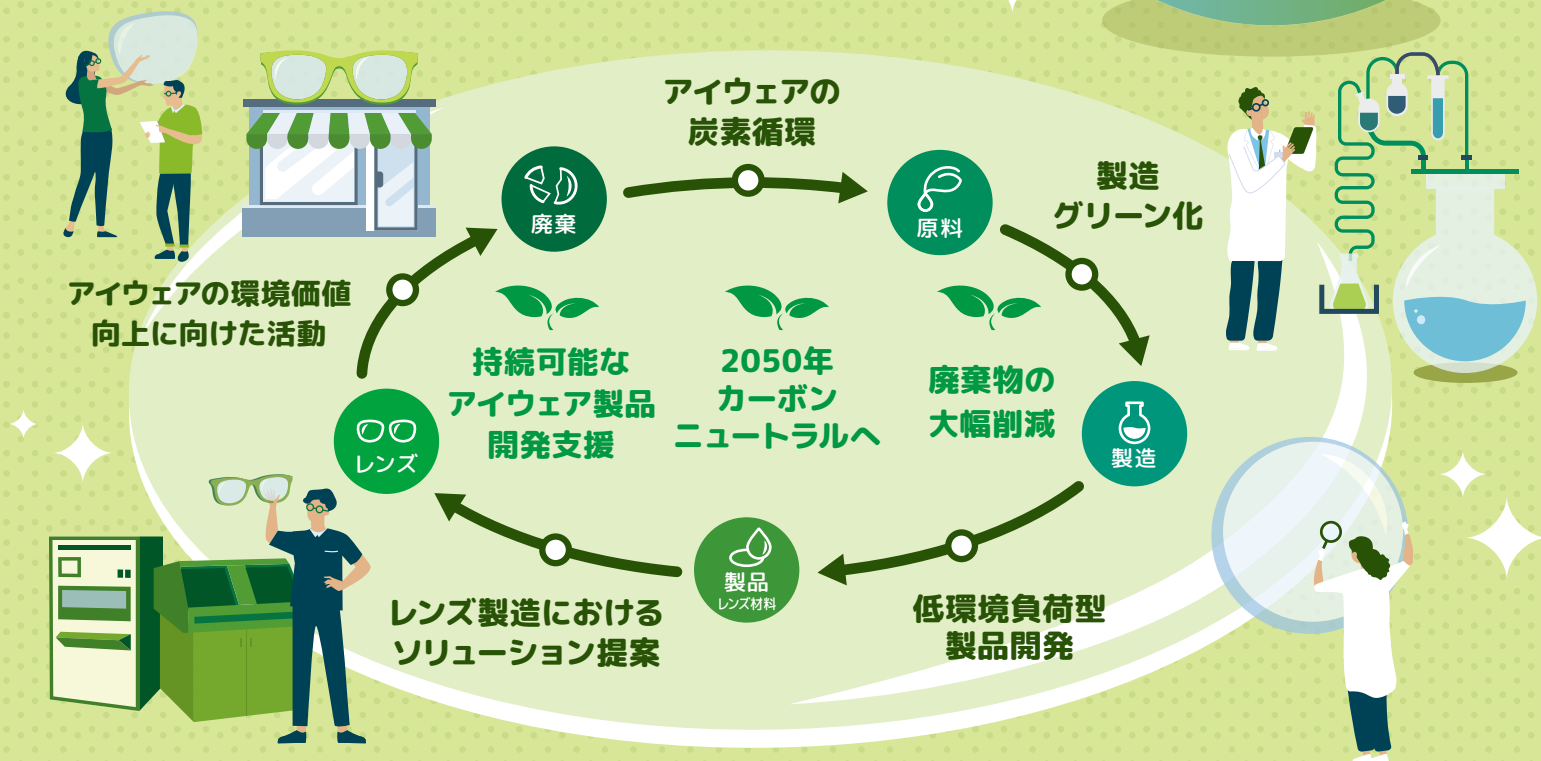 アイウェアの
炭素循環
廃棄
原料
製造
グリーン化
アイウェアの環境価値
向上に向けた活動
持続可能な
アイウェア製品
開発支援
2050年
カーボン
ニュートラルへ
廃棄物の
大幅削減
レンズ
製造
製品
レンズ材料
レンズ製造における
ソリューション提案
低環境負荷型
製品開発